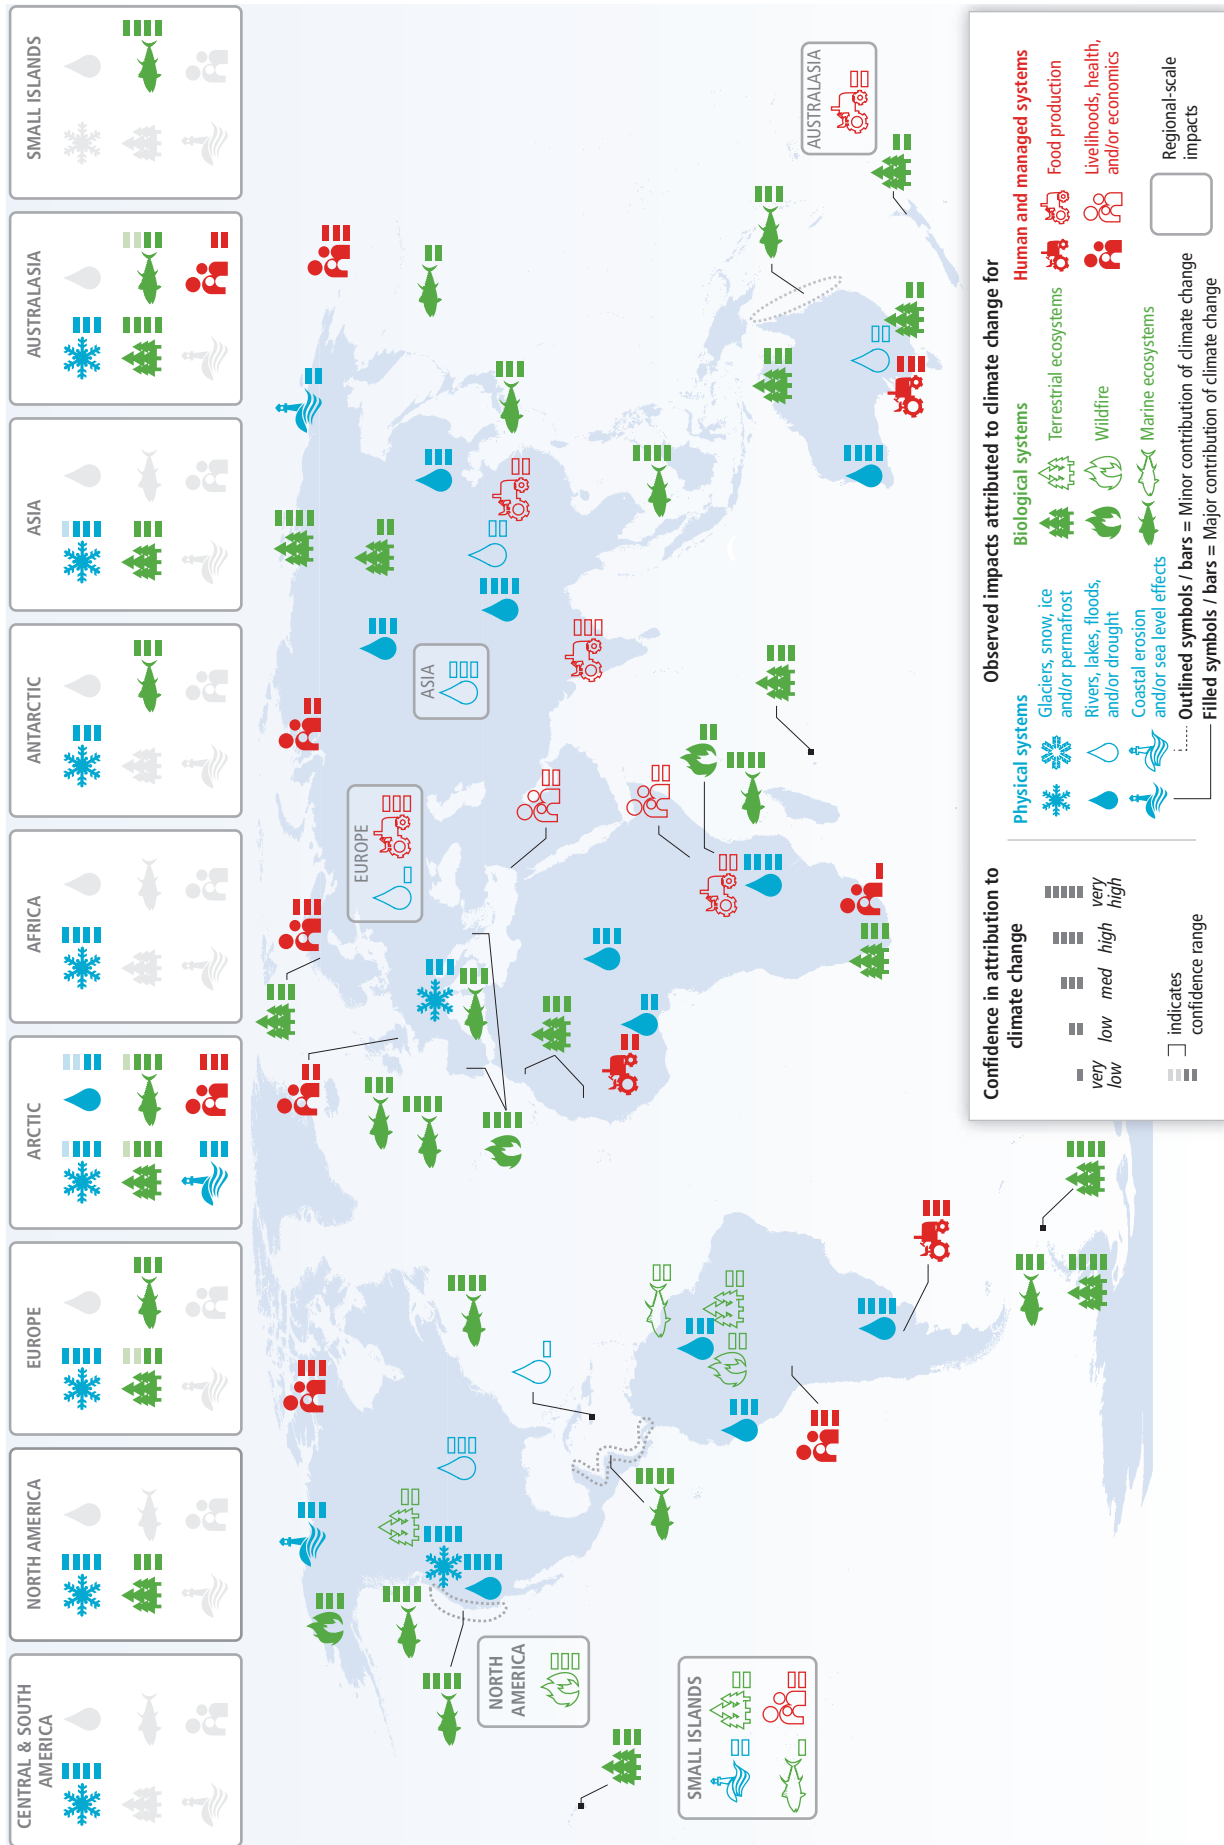 CENTRAL & SOUTH
AMERICA
NORTH AMERICA
EUROPE
ARCTIC
AFRICA
ANTARCTIC
ASIA
AUSTRALASIA
SMALL ISLANDS
EUROPE
ASIA
NORTH
AMERICA
SMALL ISLANDS
AUSTRALASIA
Confidence in attribution to
climate change
very
low
low
med
high
very
high
indicates
confidence range
Observed impacts attributed to climate change for
Physical systems
Glaciers, snow, ice
and/or permafrost
Rivers, lakes, floods,
and/or drought
Coastal erosion
and/or sea level effects
Biological systems
Terrestrial ecosystems
Wildfire
Marine ecosystems
Human and managed systems
Food production
Livelihoods, health,
and/or economics
Outlined symbols / bars = Minor contribution of climate change
Filled symbols / bars = Major contribution of climate change
Regional-scale
impacts